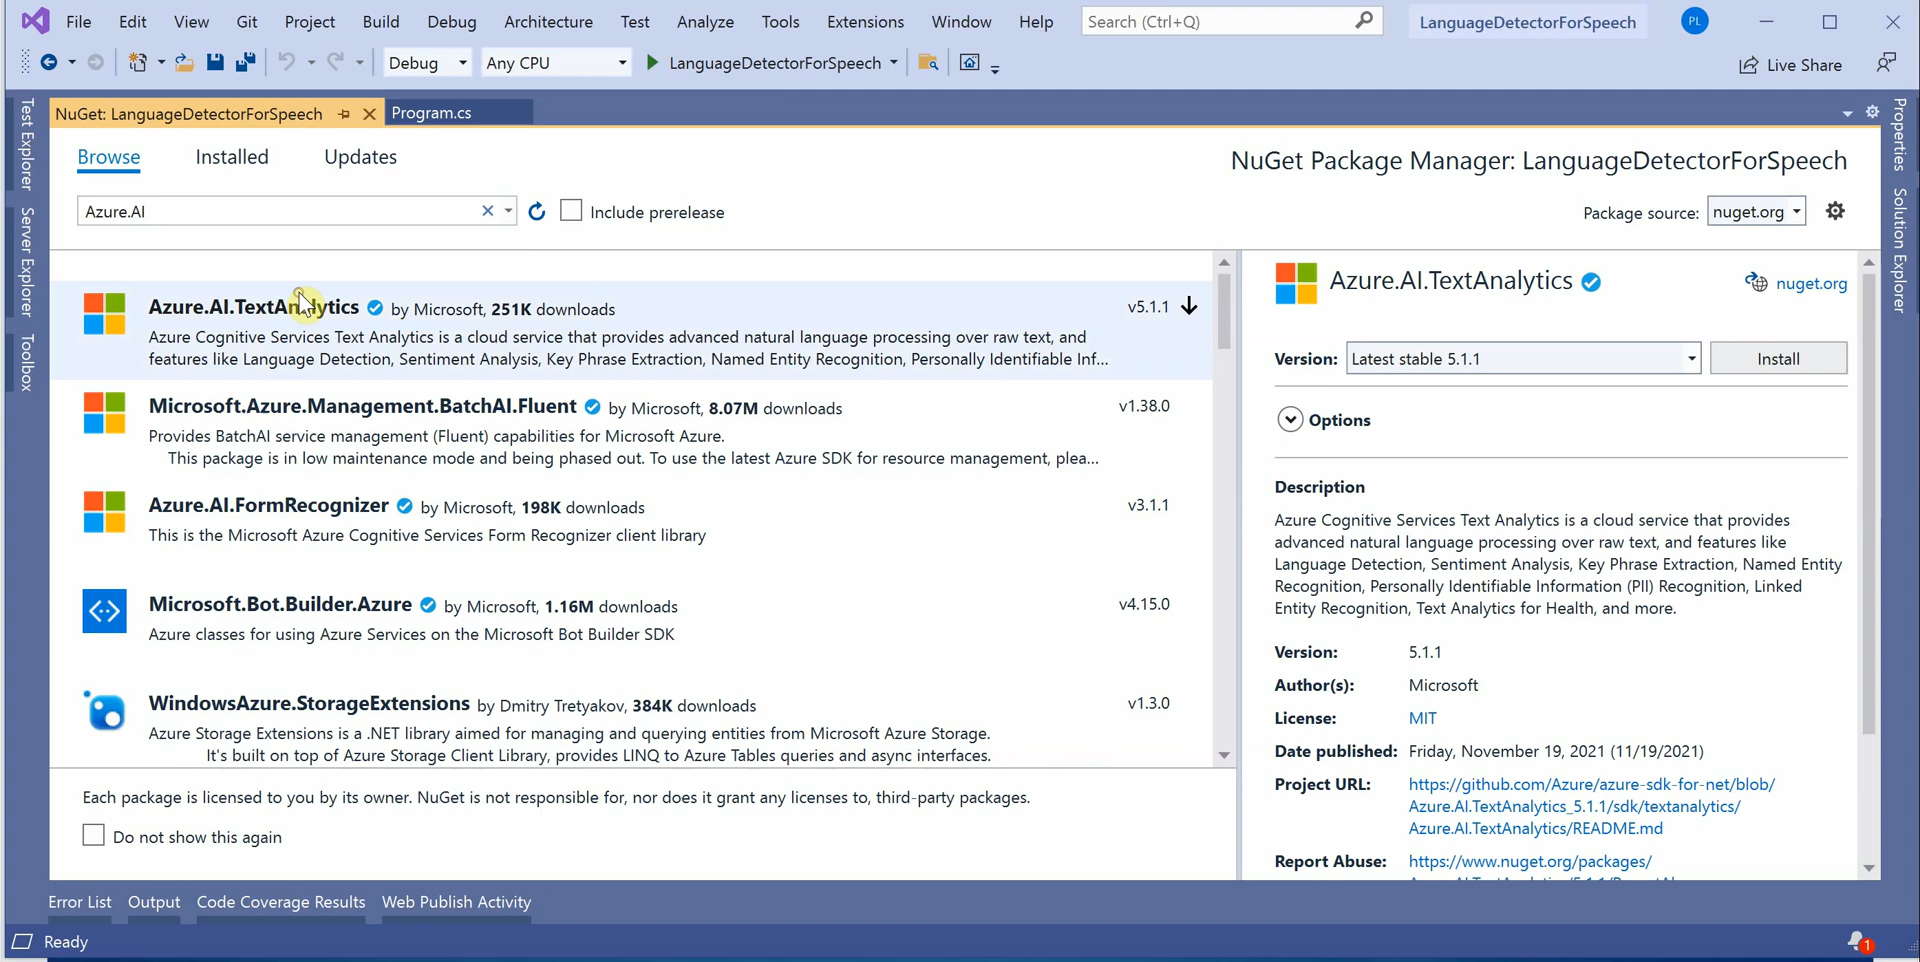 File Edit View Git Project Build Debug Architecture Test Analyze Tools Extensions Window Help Search (Ctrl+Q) LanguageDetectorForSpeech PL
Debug Any CPU LanguageDetectorForSpeech Live Share
NuGet: LanguageDetectorForSpeech Program.cs
Test Explorer
Server Explorer
Toolbox
Properties
Solution Explorer
Browse Installed Updates
NuGet Package Manager: LanguageDetectorForSpeech
Azure.AI Include prerelease
Package source: nuget.org
Azure.AI.TextAnalytics by Microsoft, 251K downloads v5.1.1
Azure Cognitive Services Text Analytics is a cloud service that provides advanced natural language processing over raw text, and
features like Language Detection, Sentiment Analysis, Key Phrase Extraction, Named Entity Recognition, Personally Identifiable Inf...
Microsoft.Azure.Management.BatchAI.Fluent by Microsoft, 8.07M downloads v1.38.0
Provides BatchAI service management (Fluent) capabilities for Microsoft Azure.
This package is in low maintenance mode and being phased out. To use the latest Azure SDK for resource management, plea...
Azure.AI.FormRecognizer by Microsoft, 198K downloads v3.1.1
This is the Microsoft Azure Cognitive Services Form Recognizer client library
Microsoft.Bot.Builder.Azure by Microsoft, 1.16M downloads v4.15.0
Azure classes for using Azure Services on the Microsoft Bot Builder SDK
WindowsAzure.StorageExtensions by Dmitry Tretyakov, 384K downloads v1.3.0
Azure Storage Extensions is a .NET library aimed for managing and querying entities from Microsoft Azure Storage.
It's built on top of Azure Storage Client Library, provides LINQ to Azure Tables queries and async interfaces.
Each package is licensed to you by its owner. NuGet is not responsible for, nor does it grant any licenses to, third-party packages.
Do not show this again
Azure.AI.TextAnalytics nuget.org
Version: Latest stable 5.1.1 Install
Options
Description
Azure Cognitive Services Text Analytics is a cloud service that provides
advanced natural language processing over raw text, and features like
Language Detection, Sentiment Analysis, Key Phrase Extraction, Named Entity
Recognition, Personally Identifiable Information (PII) Recognition, Linked
Entity Recognition, Text Analytics for Health, and more.
Version: 5.1.1
Author(s): Microsoft
License: MIT
Date published: Friday, November 19, 2021 (11/19/2021)
Project URL: https://github.com/Azure/azure-sdk-for-net/blob/
Azure.AI.TextAnalytics_5.1.1/sdk/textanalytics/
Azure.AI.TextAnalytics/README.md
Report Abuse: https://www.nuget.org/packages/
Error List Output Code Coverage Results Web Publish Activity
Ready 1